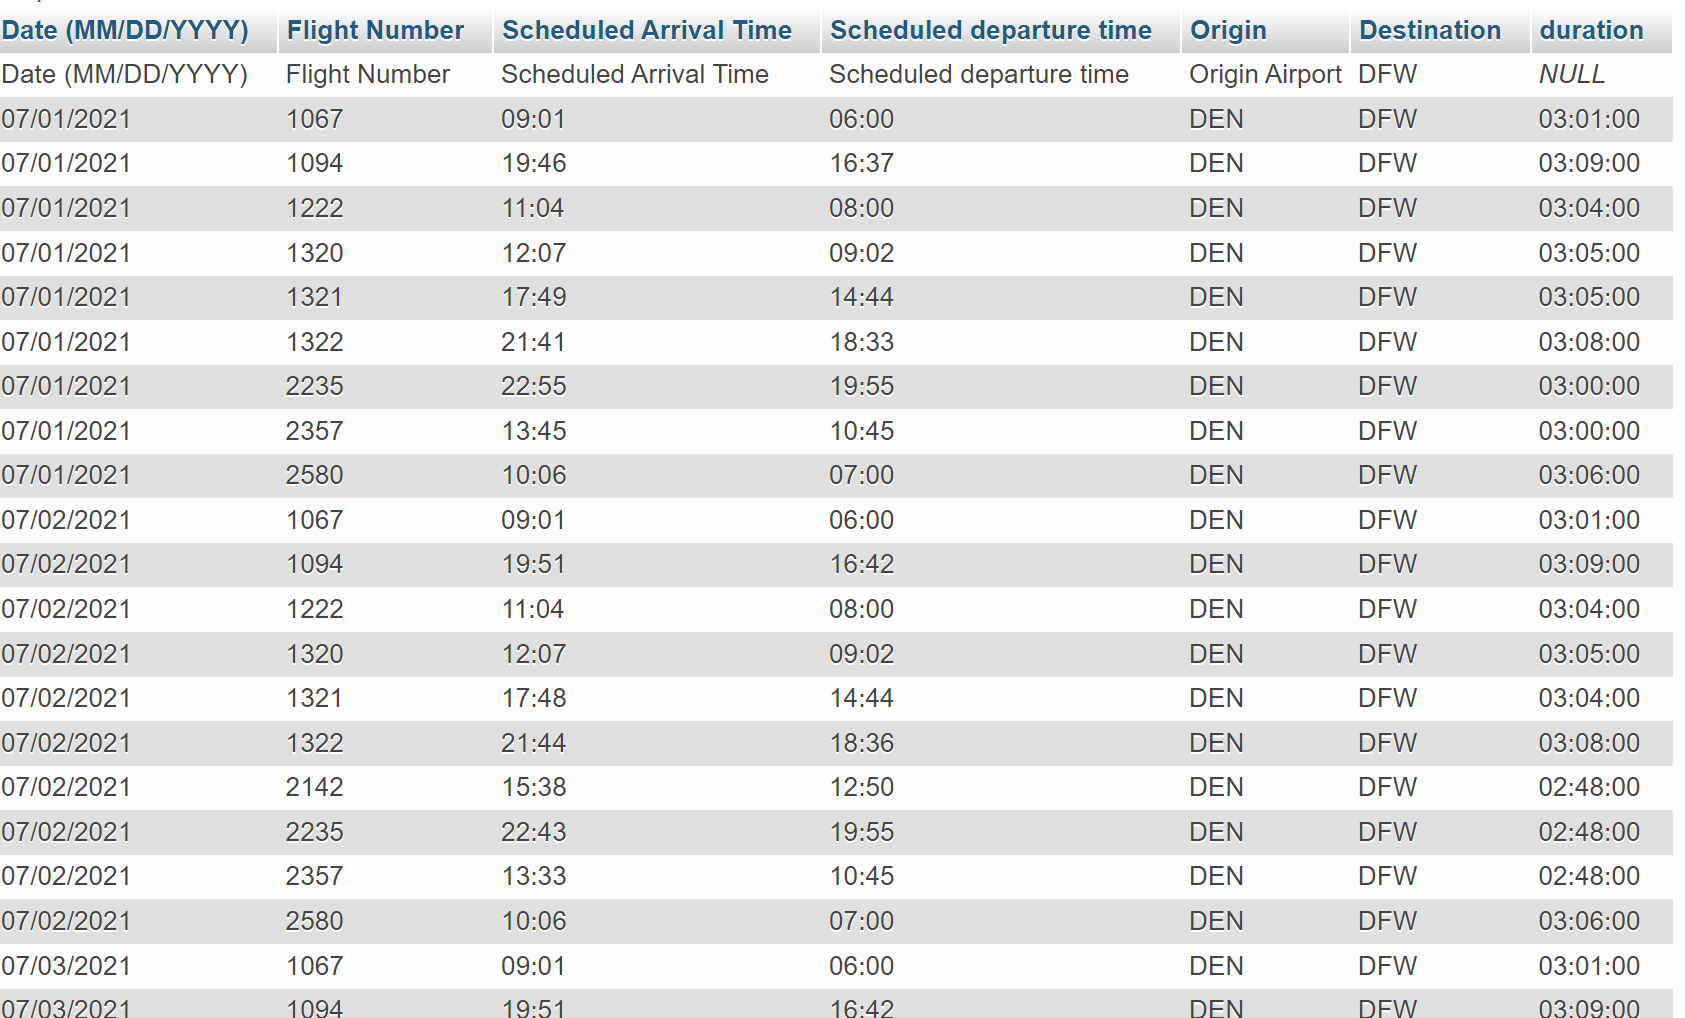 Date (MM/DD/YYYY) Flight Number Scheduled Arrival Time Scheduled departure time Origin Destination duration
Date (MM/DD/YYYY) Flight Number Scheduled Arrival Time Scheduled departure time Origin Airport DFW NULL
07/01/2021 1067 09:01 06:00 DEN DFW 03:01:00
07/01/2021 1094 19:46 16:37 DEN DFW 03:09:00
07/01/2021 1222 11:04 08:00 DEN DFW 03:04:00
07/01/2021 1320 12:07 09:02 DEN DFW 03:05:00
07/01/2021 1321 17:49 14:44 DEN DFW 03:05:00
07/01/2021 1322 21:41 18:33 DEN DFW 03:08:00
07/01/2021 2235 22:55 19:55 DEN DFW 03:00:00
07/01/2021 2357 13:45 10:45 DEN DFW 03:00:00
07/01/2021 2580 10:06 07:00 DEN DFW 03:06:00
07/02/2021 1067 09:01 06:00 DEN DFW 03:01:00
07/02/2021 1094 19:51 16:42 DEN DFW 03:09:00
07/02/2021 1222 11:04 08:00 DEN DFW 03:04:00
07/02/2021 1320 12:07 09:02 DEN DFW 03:05:00
07/02/2021 1321 17:48 14:44 DEN DFW 03:04:00
07/02/2021 1322 21:44 18:36 DEN DFW 03:08:00
07/02/2021 2142 15:38 12:50 DEN DFW 02:48:00
07/02/2021 2235 22:43 19:55 DEN DFW 02:48:00
07/02/2021 2357 13:33 10:45 DEN DFW 02:48:00
07/02/2021 2580 10:06 07:00 DEN DFW 03:06:00
07/03/2021 1067 09:01 06:00 DEN DFW 03:01:00
07/03/2021 1094 19:51 16:42 DEN DFW 03:09:00